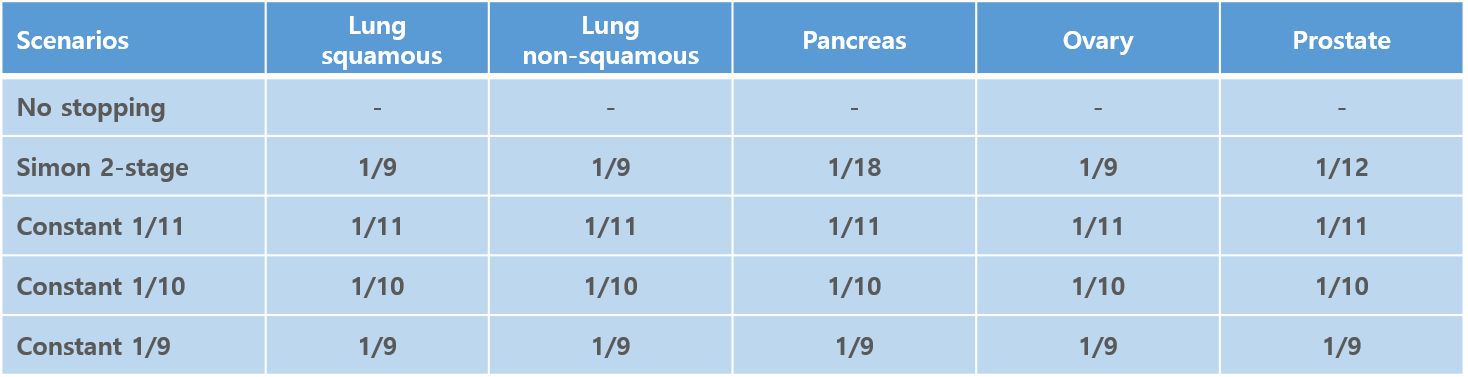 Scenarios Lung squamous Lung non-squamous Pancreas Ovary Prostate
No stopping - - - - -
Simon 2-stage 1/9 1/9 1/18 1/9 1/12
Constant 1/11 1/11 1/11 1/11 1/11 1/11
Constant 1/10 1/10 1/10 1/10 1/10 1/10
Constant 1/9 1/9 1/9 1/9 1/9 1/9